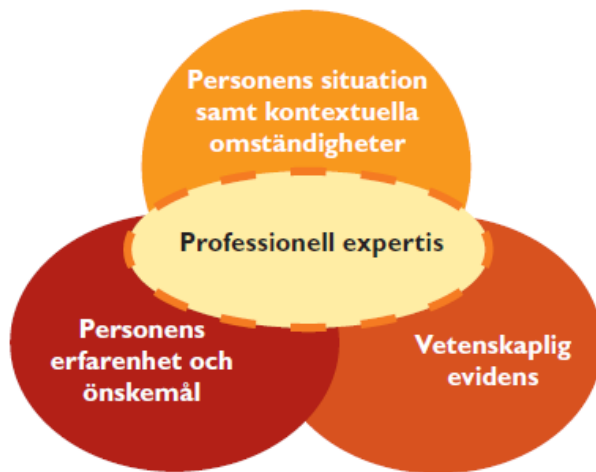 Personens situation
samt kontextuella
omständigheter
Professionell expertis
Personens
erfarenhet och
önskemål
Vetenskaplig
evidens